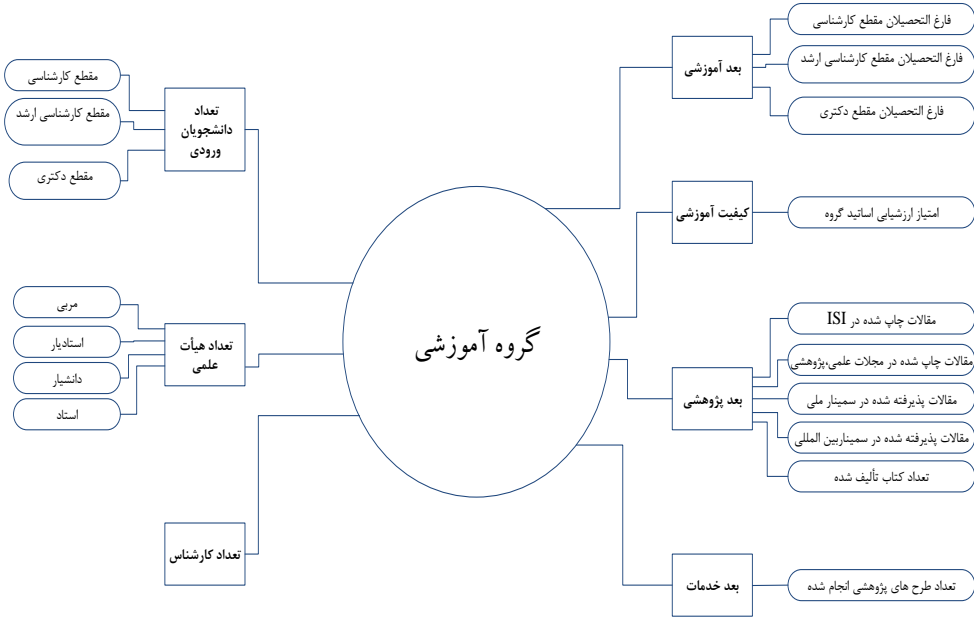 فارغ التحصیلان مقطع کارشناسی
فارغ التحصیلان مقطع کارشناسی ارشد
فارغ التحصیلان مقطع دکتری
بعد آموزشی
امتیاز ارزشیابی اساتید گروه
کیفیت آموزشی
مقالات چاپ شده در ISI
مقالات چاپ شده در مجلات علمی,پژوهشی
مقالات پذیرفته شده در سمینار ملی
مقالات پذیرفته شده در سمیناربین المللی
تعداد کتاب تألیف شده
بعد پژوهشی
تعداد طرح های پژوهشی انجام شده
بعد خدمات
گروه آموزشی
تعداد
دانشجویان
ورودی
مقطع کارشناسی
مقطع کارشناسی ارشد
مقطع دکتری
تعداد هیأت
علمی
مربی
استادیار
دانشیار
استاد
تعداد کارشناس